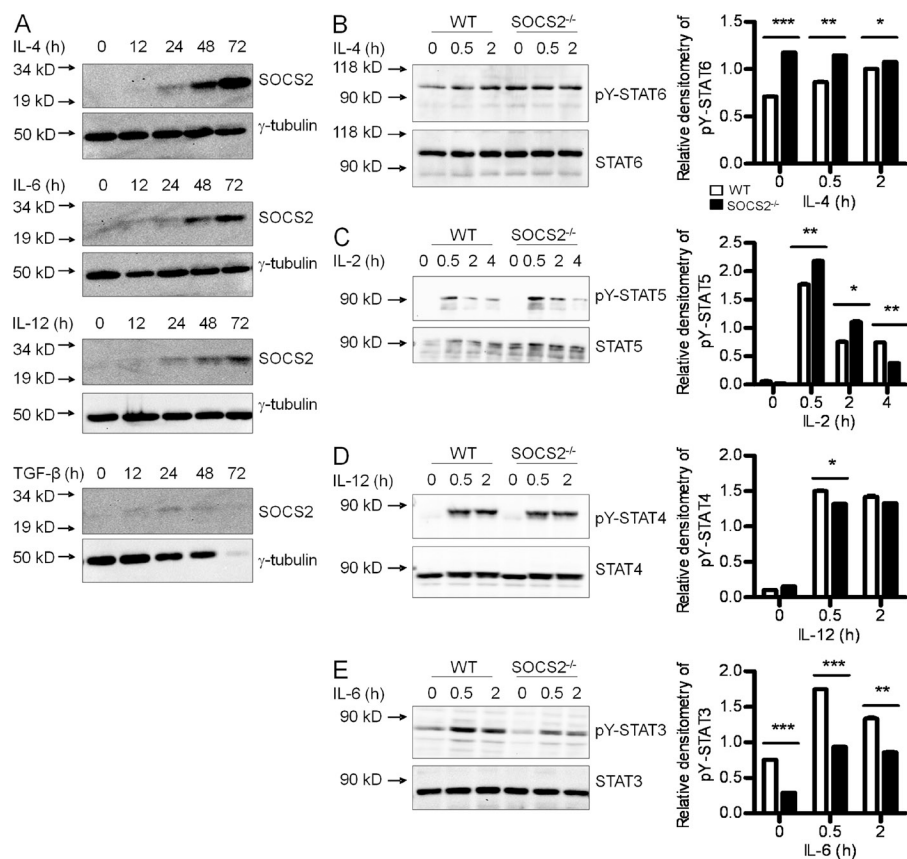 A
IL-4 (h) 0 12 24 48 72
34 kD
19 kD
SOCS2
50 kD
γ-tubulin
IL-6 (h) 0 12 24 48 72
34 kD
19 kD
SOCS2
50 kD
γ-tubulin
IL-12 (h) 0 12 24 48 72
34 kD
19 kD
SOCS2
50 kD
γ-tubulin
TGF-β (h) 0 12 24 48 72
34 kD
19 kD
SOCS2
50 kD
γ-tubulin
B
WT SOCS2-/-
IL-4 (h) 0 0.5 2 0 0.5 2
118 kD
90 kD
pY-STAT6
118 kD
90 kD
STAT6
Relative densitometry of
pY-STAT6
1.5
1.0
0.5
0.0
*** ** *
0 0.5 2
IL-4 (h)
WT
SOCS2-/-
C
WT SOCS2-/-
IL-2 (h) 0 0.5 2 4 0 0.5 2 4
90 kD
pY-STAT5
90 kD
STAT5
Relative densitometry of
pY-STAT5
2.5
2.0
1.5
1.0
0.5
0.0
** * **
0 0.5 2 4
IL-2 (h)
D
WT SOCS2-/-
IL-12 (h) 0 0.5 2 0 0.5 2
90 kD
pY-STAT4
90 kD
STAT4
Relative densitometry of
pY-STAT4
2.0
1.5
1.0
0.5
0.0
*
0 0.5 2
IL-12 (h)
E
WT SOCS2-/-
IL-6 (h) 0 0.5 2 0 0.5 2
90 kD
pY-STAT3
90 kD
STAT3
Relative densitometry of
pY-STAT3
2.0
1.5
1.0
0.5
0.0
*** *** **
0 0.5 2
IL-6 (h)